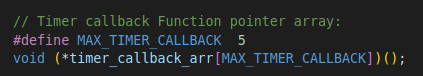 // Timer callback Function pointer array:
#define MAX_TIMER_CALLBACK  5
void (*timer_callback_arr[MAX_TIMER_CALLBACK])();